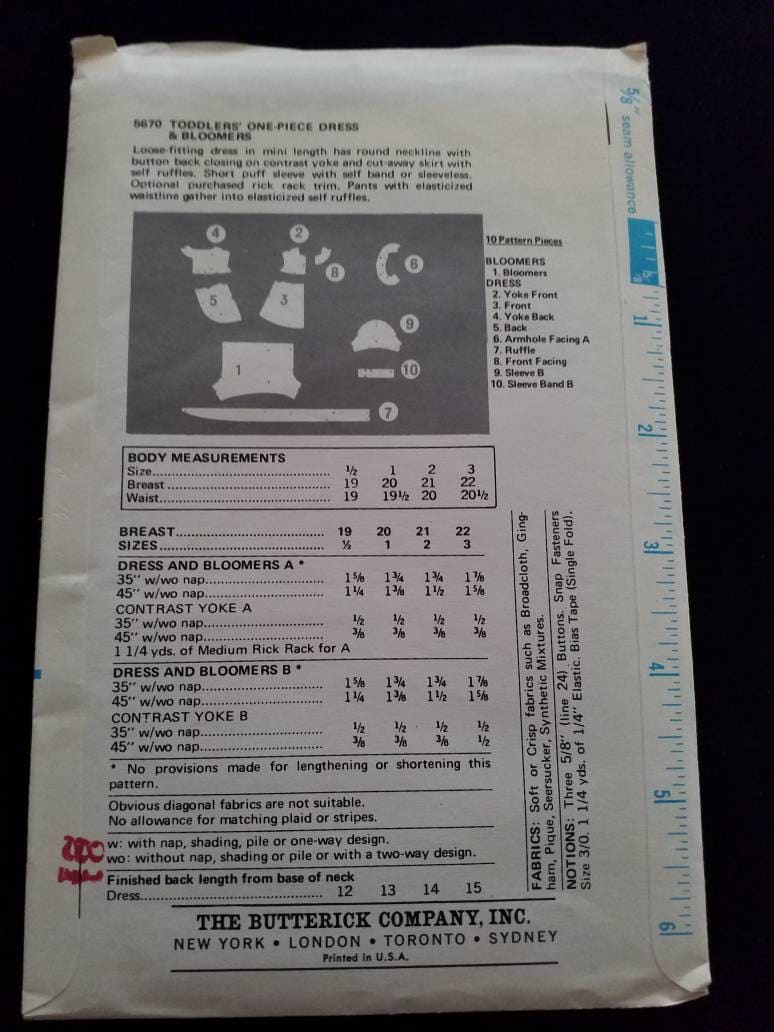 5670 TODDLERS' ONE-PIECE DRESS
& BLOOMERS
Loose-fitting dress in mini length has round neckline with
button back closing on contrast yoke and cut-away skirt with
self ruffles. Short puff sleeve with self band or sleeveless.
Optional purchased rick rack trim. Pants with elasticized
waistline gather into elasticized self ruffles.
4
2
8
6
5
3
9
1
10
7
10 Pattern Pieces
BLOOMERS
1. Bloomers
DRESS
2. Yoke Front
3. Front
4. Yoke Back
5. Back
6. Armhole Facing A
7. Ruffle
8. Front Facing
9. Sleeve B
10. Sleeve Band B
BODY MEASUREMENTS
Size ½ 1 2 3
Breast 19 20 21 22
Waist 19 19½ 20 20½
BREAST 19 20 21 22
SIZES ½ 1 2 3
DRESS AND BLOOMERS A *
35" w/wo nap 1⅝ 1¾ 1¾ 1⅞
45" w/wo nap 1¼ 1⅜ 1½ 1⅝
CONTRAST YOKE A
35" w/wo nap ½ ½ ½ ½
45" w/wo nap ⅜ ⅜ ⅜ ⅜
1 1/4 yds. of Medium Rick Rack for A
DRESS AND BLOOMERS B *
35" w/wo nap 1⅝ 1¾ 1¾ 1⅞
45" w/wo nap 1¼ 1⅜ 1½ 1⅝
CONTRAST YOKE B
35" w/wo nap ½ ½ ½ ½
45" w/wo nap ⅜ ⅜ ⅜ ½
* No provisions made for lengthening or shortening this
pattern.
Obvious diagonal fabrics are not suitable.
No allowance for matching plaid or stripes.
w: with nap, shading, pile or one-way design.
wo: without nap, shading or pile or with a two-way design.
Finished back length from base of neck
Dress 12 13 14 15
THE BUTTERICK COMPANY, INC.
NEW YORK • LONDON • TORONTO • SYDNEY
Printed in U.S.A.
FABRICS: Soft or Crisp fabrics such as Broadcloth, Ging-
ham, Pique, Seersucker, Synthetic Mixtures.
NOTIONS: Three 5/8" (line 24) Buttons. Snap Fasteners
Size 3/0. 1 1/4 yds. of 1/4" Elastic. Bias Tape (Single Fold).
⅝" seam allowance
⅝
1
2
3
4
5
6